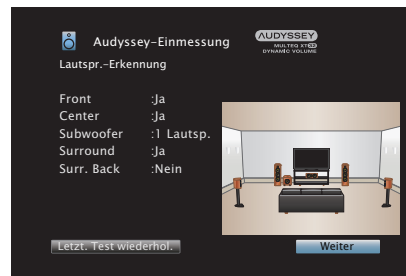 Audyssey-Einmessung
AUDYSSEY
MULTEQ XT32
DYNAMIC VOLUME
Lautspr.-Erkennung
Front :Ja
Center :Ja
Subwoofer :1 Lautsp.
Surround :Ja
Surr. Back :Nein
Letzt. Test wiederhol.
Weiter